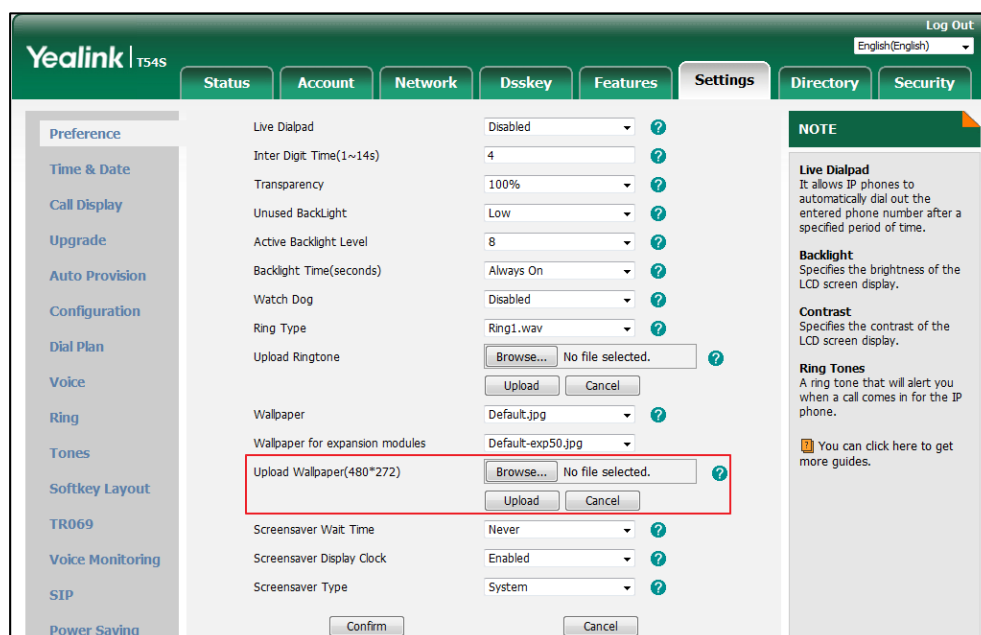 Log Out
English(English)
Yealink T54S
Status Account Network Dsskey Features Settings Directory Security
Preference
Time & Date
Call Display
Upgrade
Auto Provision
Configuration
Dial Plan
Voice
Ring
Tones
Softkey Layout
TR069
Voice Monitoring
SIP
Power Saving
Live Dialpad Disabled ?
Inter Digit Time(1~14s) 4 ?
Transparency 100% ?
Unused BackLight Low ?
Active Backlight Level 8 ?
Backlight Time(seconds) Always On ?
Watch Dog Disabled ?
Ring Type Ring1.wav ?
Upload Ringtone Browse... No file selected. ?
Upload Cancel
Wallpaper Default.jpg ?
Wallpaper for expansion modules Default-exp50.jpg
Upload Wallpaper(480*272) Browse... No file selected. ?
Upload Cancel
Screensaver Wait Time Never ?
Screensaver Display Clock Enabled ?
Screensaver Type System ?
Confirm Cancel
NOTE
Live Dialpad
It allows IP phones to
automatically dial out the
entered phone number after a
specified period of time.
Backlight
Specifies the brightness of the
LCD screen display.
Contrast
Specifies the contrast of the
LCD screen display.
Ring Tones
A ring tone that will alert you
when a call comes in for the IP
phone.
? You can click here to get
more guides.